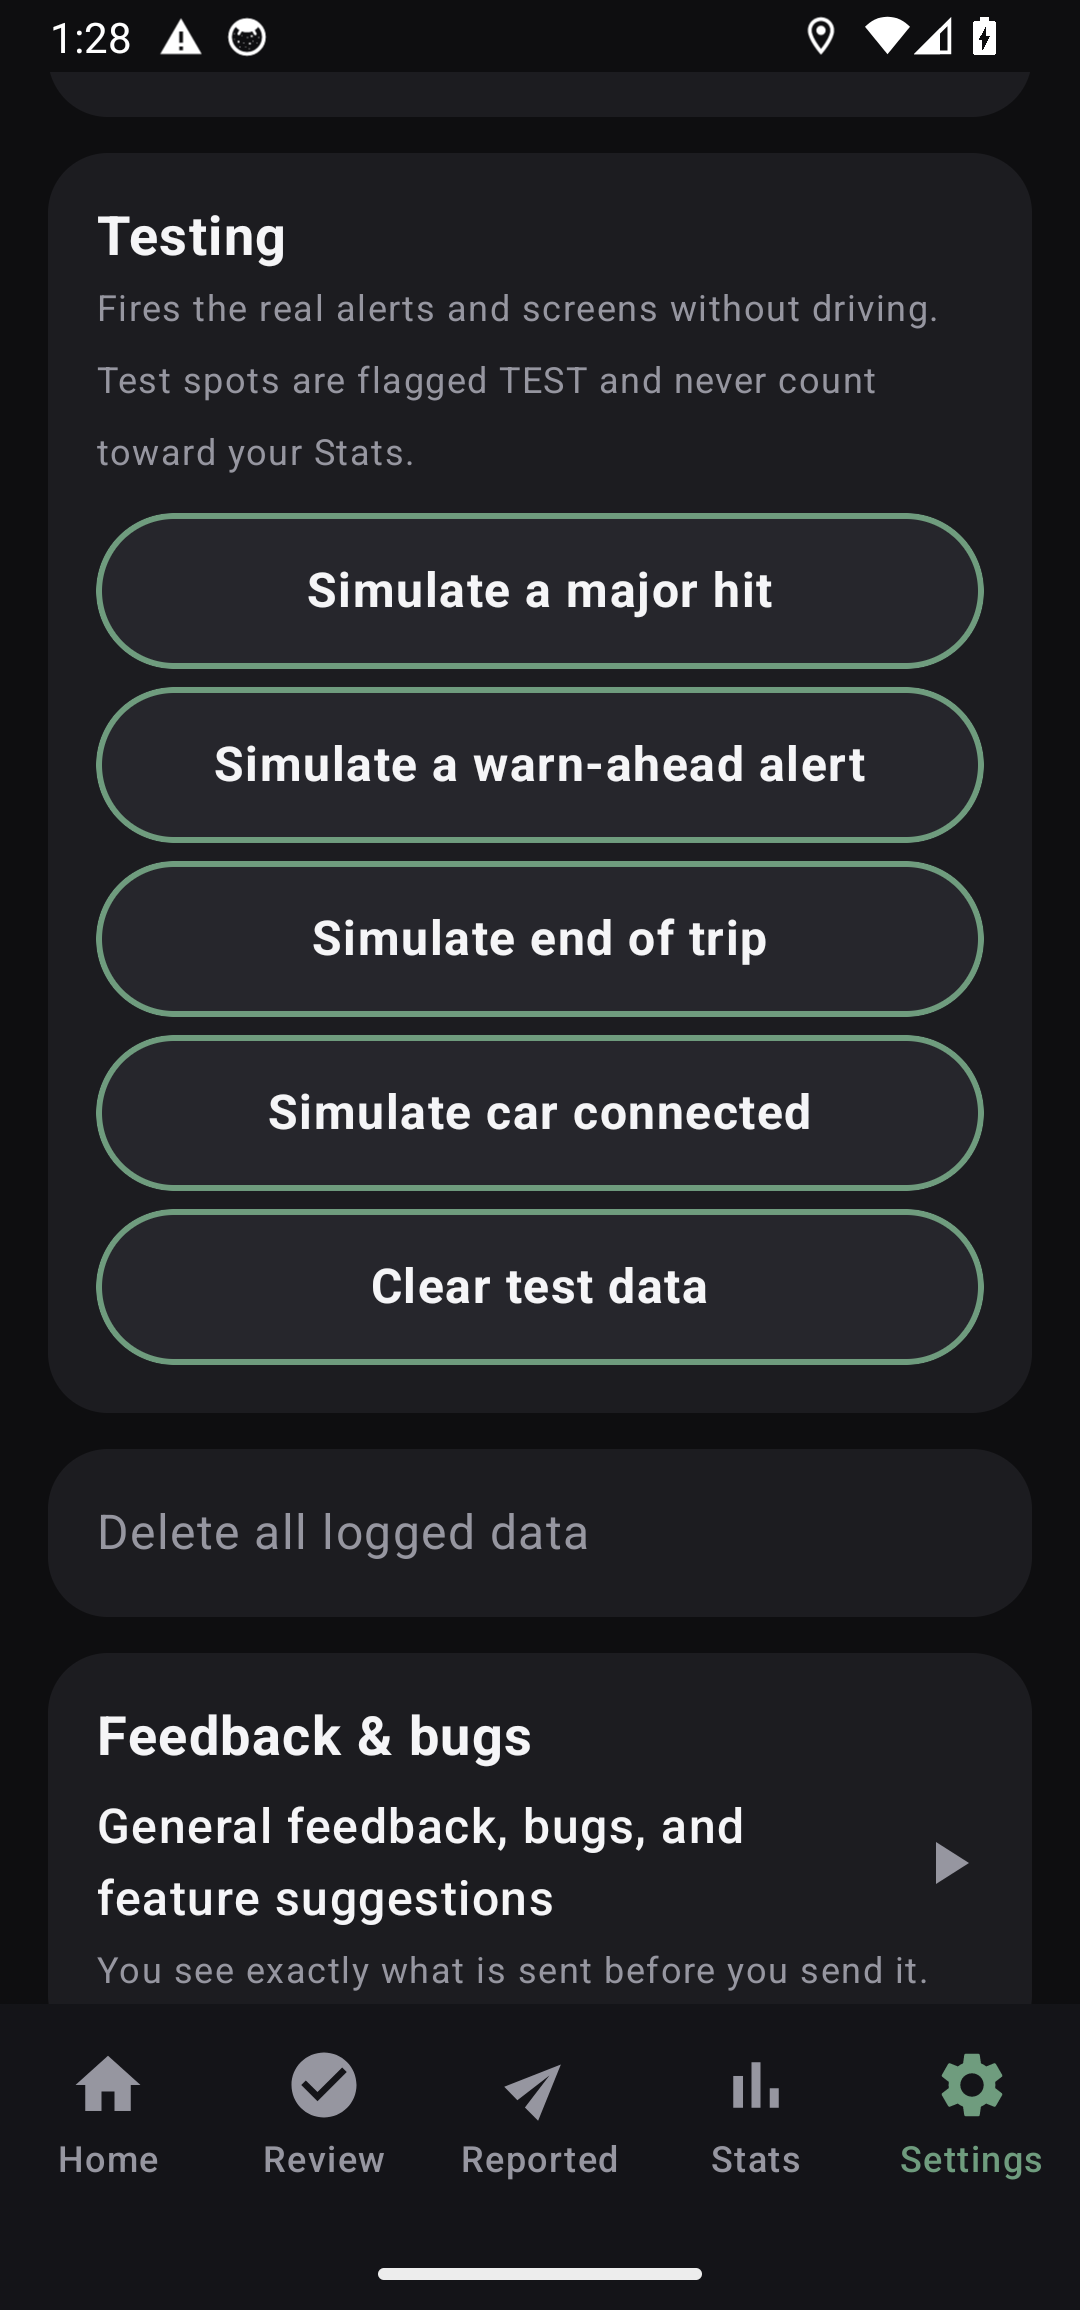 1:28
Testing
Fires the real alerts and screens without driving.
Test spots are flagged TEST and never count
toward your Stats.
Simulate a major hit
Simulate a warn-ahead alert
Simulate end of trip
Simulate car connected
Clear test data
Delete all logged data
Feedback & bugs
General feedback, bugs, and
feature suggestions
You see exactly what is sent before you send it.
Home
Review
Reported
Stats
Settings